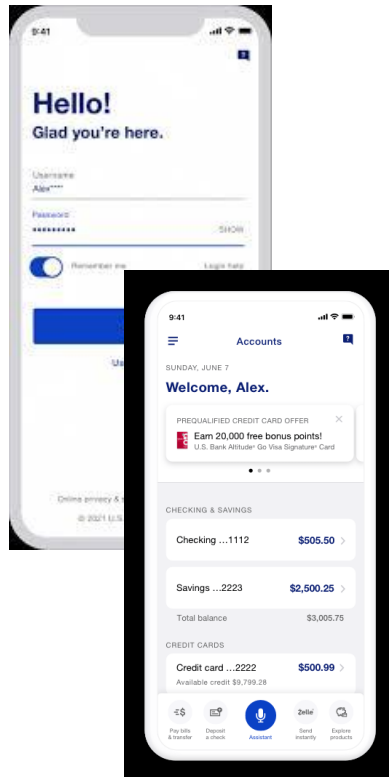 9:41
Hello!
Glad you're here.
Username
Alex****
Password
SHOW
Remember me
Login help
Online privacy &
© 2021 U.S.
9:41
Accounts
SUNDAY, JUNE 7
Welcome, Alex.
PREQUALIFIED CREDIT CARD OFFER
Earn 20,000 free bonus points!
U.S. Bank Altitude® Go Visa Signature® Card
CHECKING & SAVINGS
Checking ...1112 $505.50
Savings ...2223 $2,500.25
Total balance $3,005.75
CREDIT CARDS
Credit card ...2222 $500.99
Available credit $9,799.28
Pay bills
& transfer
Deposit
a check
Assistant
Zelle
Send
instantly
Explore
products